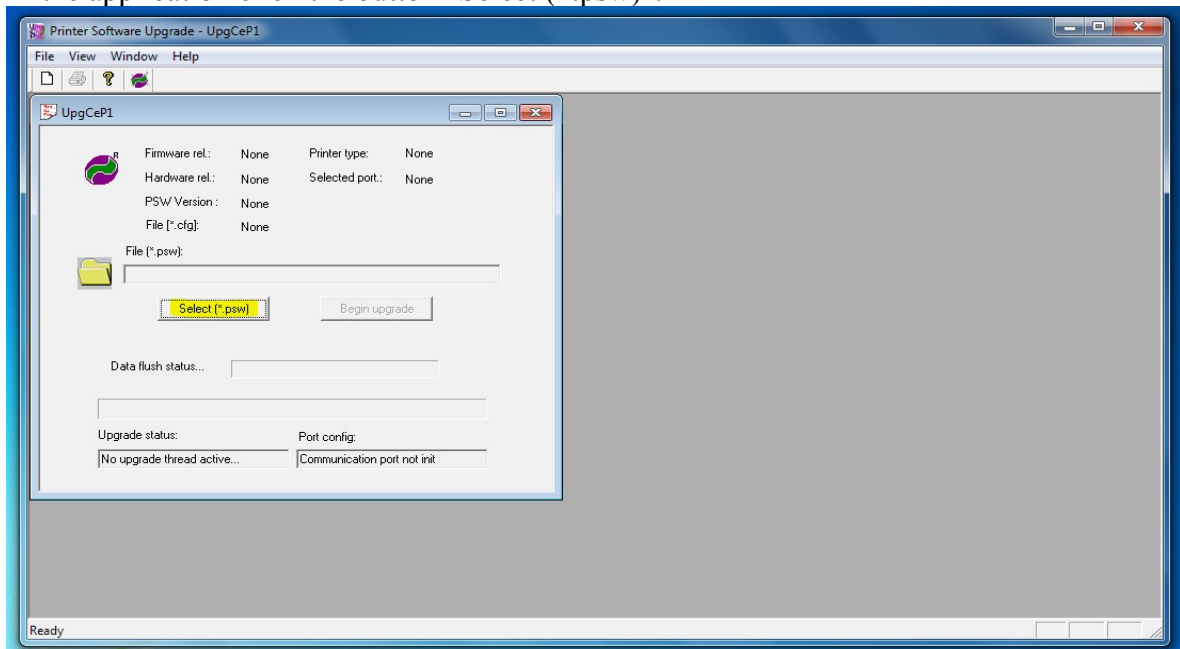 Printer Software Upgrade - UpgCeP1
File View Window Help
UpgCeP1
R
Firmware rel.: None Printer type: None
Hardware rel.: None Selected port.: None
PSW Version : None
File [*.cfg]: None
File (*.psw):
Select (*.psw) Begin upgrade
Data flush status...
Upgrade status: Port config:
No upgrade thread active... Communication port not init
Ready